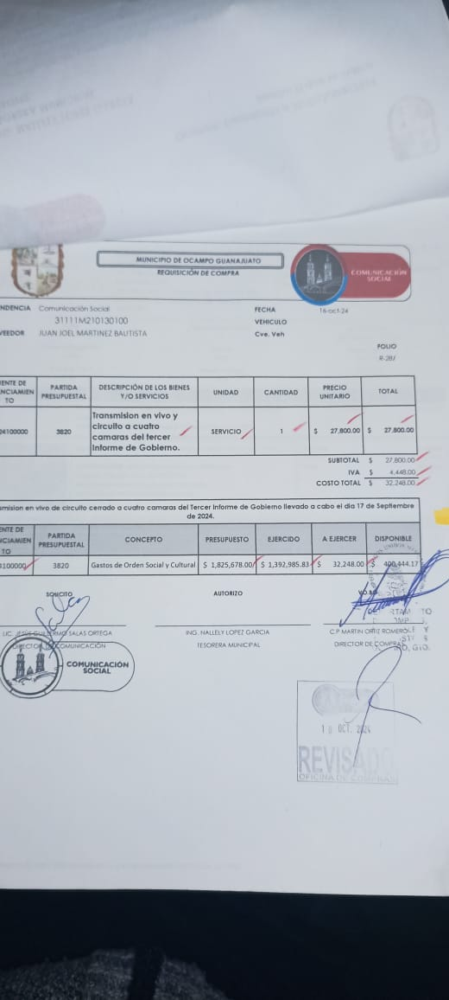 MUNICIPIO DE OCAMPO GUANAJUATO
REQUISICIÓN DE COMPRA
COMUNICACIÓN
SOCIAL
NDENCIA Comunicación Social
31111M210130100
VEEDOR JUAN JOEL MARTINEZ BAUTISTA
FECHA 16-oct-24
VEHICULO
Cve. Veh
FOLIO
R-287
ENTE DE NCIAMIEN TO PARTIDA PRESUPUESTAL DESCRIPCIÓN DE LOS BIENES Y/O SERVICIOS UNIDAD CANTIDAD PRECIO UNITARIO TOTAL
04100000 3820 Transmision en vivo y circuito a cuatro camaras del tercer Informe de Gobierno. SERVICIO 1 $ 27,800.00 $ 27,800.00
SUBTOTAL $ 27,800.00
IVA $ 4,448.00
COSTO TOTAL $ 32,248.00
smision en vivo de circuito cerrado a cuatro camaras del Tercer Informe de Gobierno llevado a cabo el dia 17 de Septiembre
de 2024.
ENTE DE NCIAMIEN TO PARTIDA PRESUPUESTAL CONCEPTO PRESUPUESTO EJERCIDO A EJERCER DISPONIBLE
4100000 3820 Gastos de Orden Social y Cultural $ 1,825,678.00 $ 1,392,985.83 $ 32,248.00 $ 400,444.17
SOLICITO
AUTORIZO
VO.BO.
LIC. JESÚS GUILLERMO SALAS ORTEGA
DIRECTOR DE COMUNICACIÓN
ING. NALLELY LOPEZ GARCIA
TESORERA MUNICIPAL
C.P MARTIN ORTIZ ROMERO
DIRECTOR DE COMPRAS
COMUNICACIÓN
SOCIAL
OCT. 2024
REVISADO
OFICINA DE COMPRAS